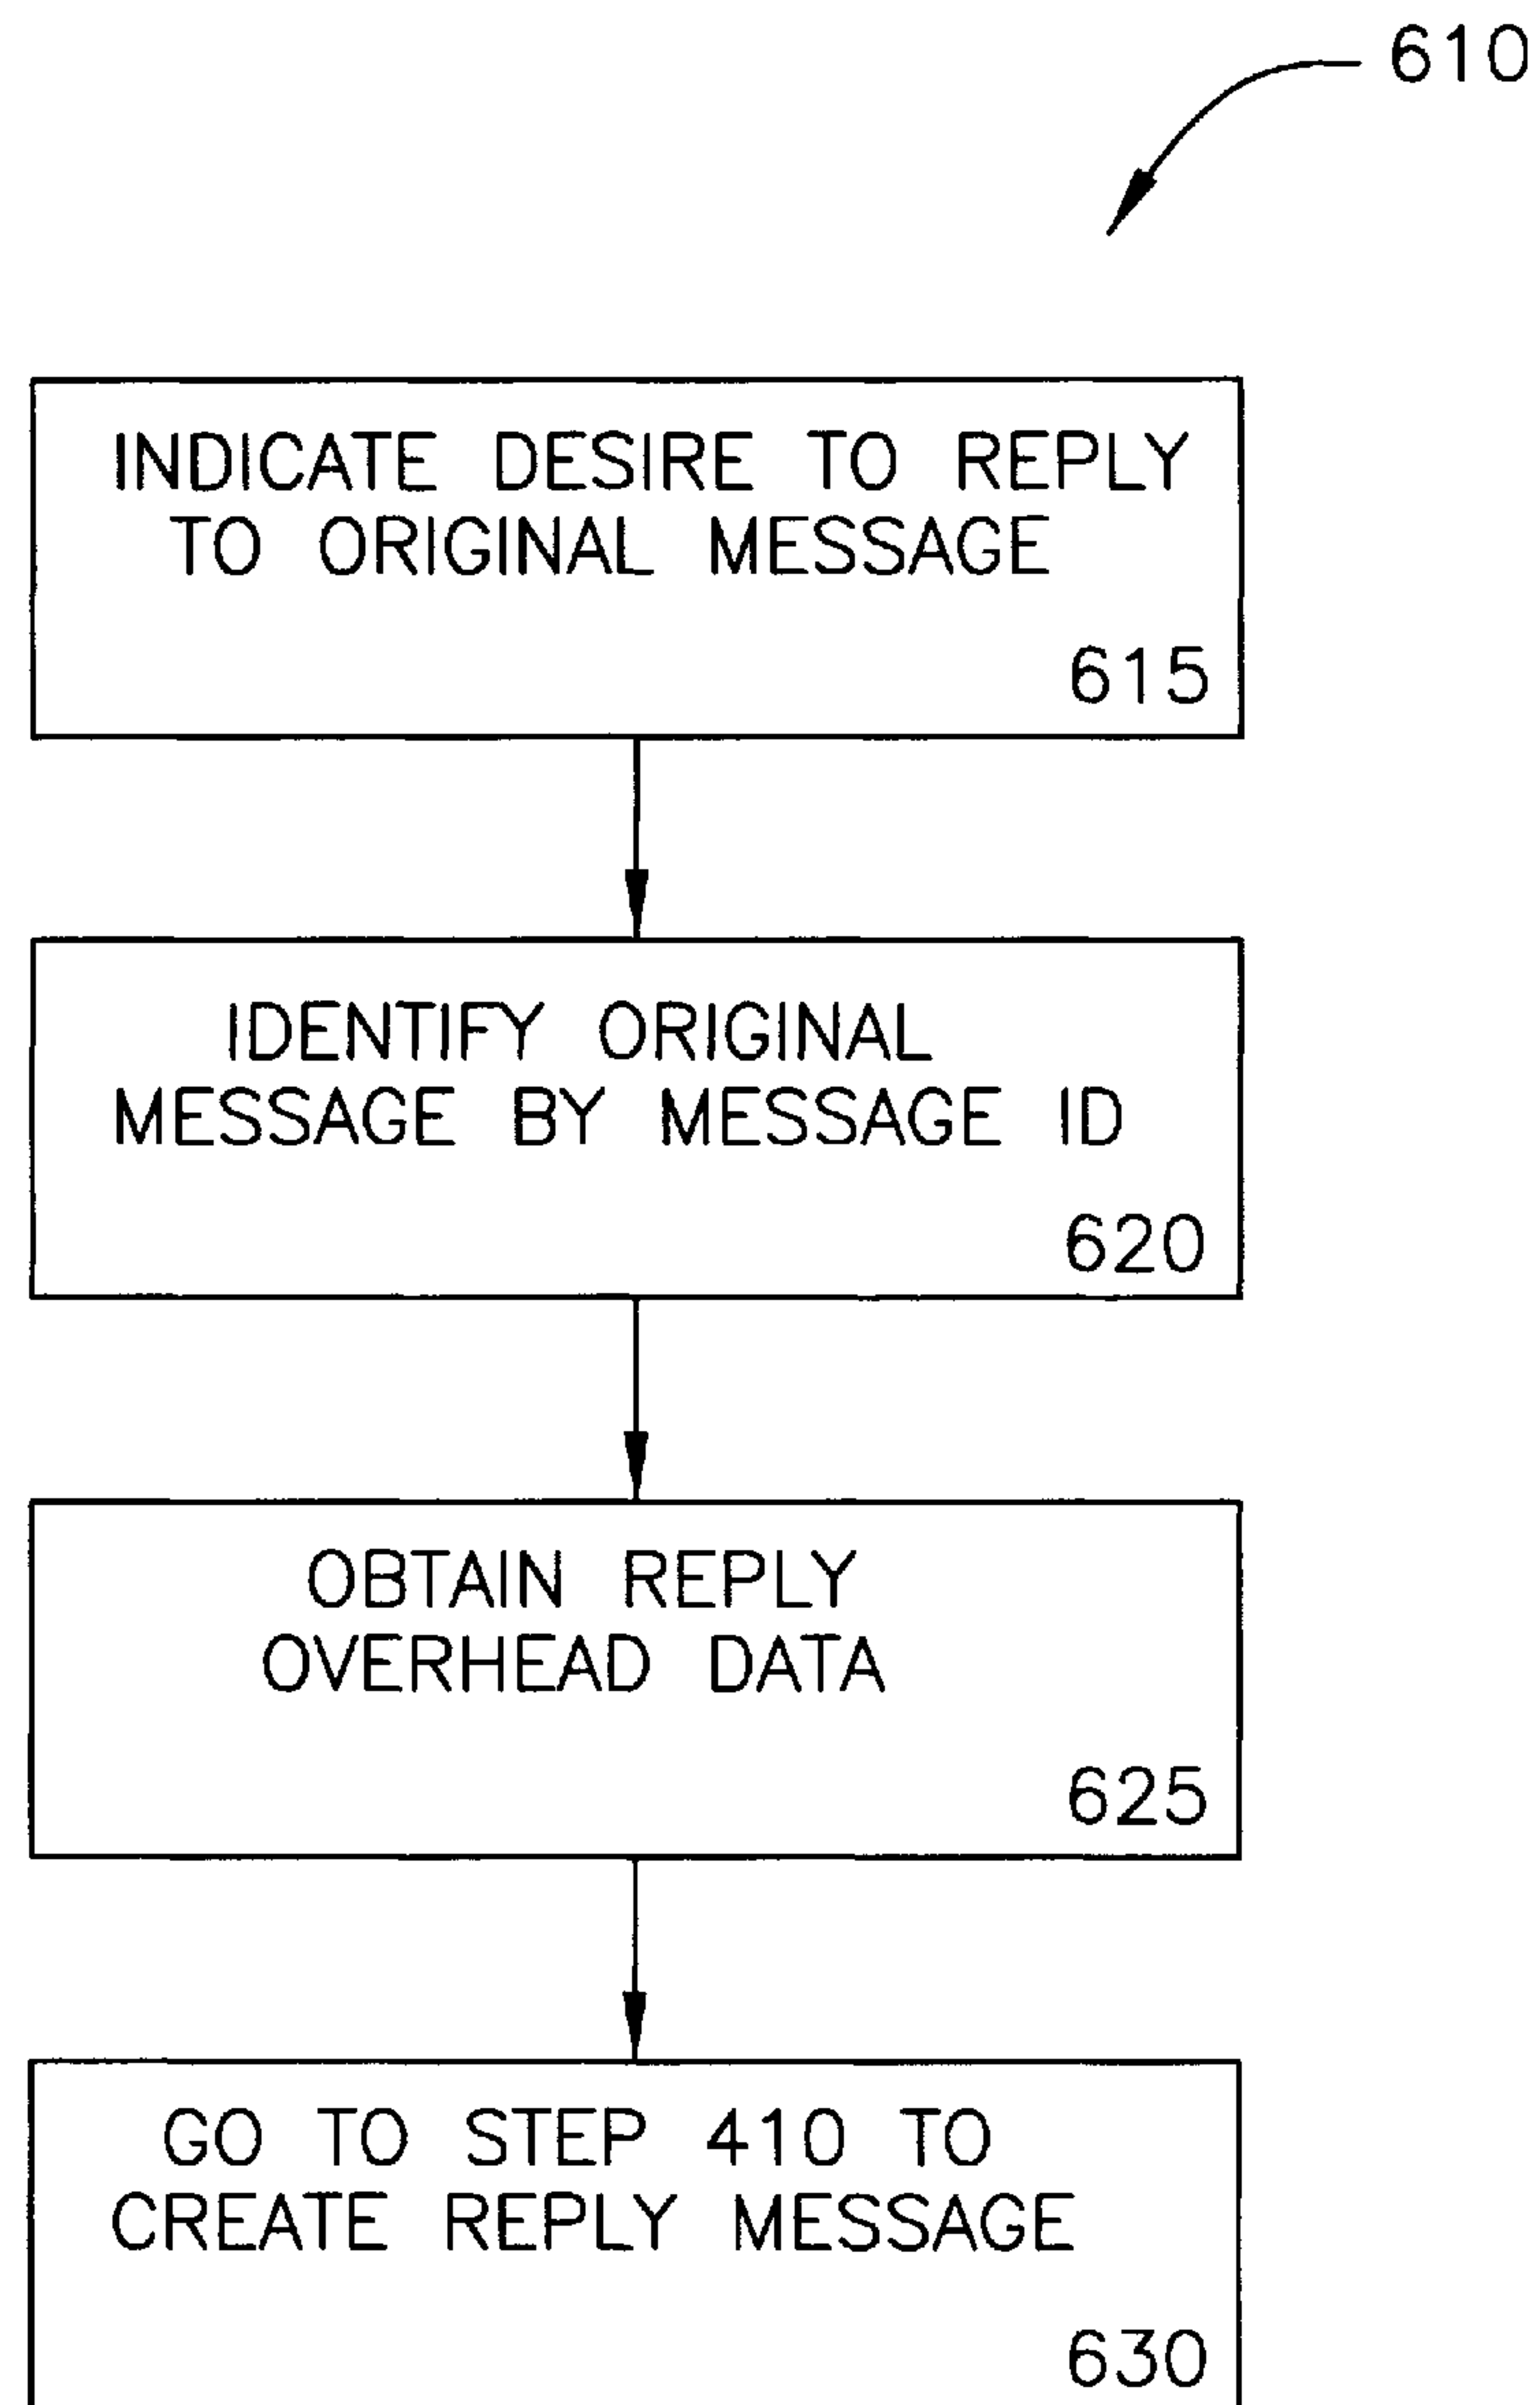 610
INDICATE DESIRE TO REPLY
TO ORIGINAL MESSAGE
615
IDENTIFY ORIGINAL
MESSAGE BY MESSAGE ID
620
OBTAIN REPLY
OVERHEAD DATA
625
GO TO STEP 410 TO
CREATE REPLY MESSAGE
630